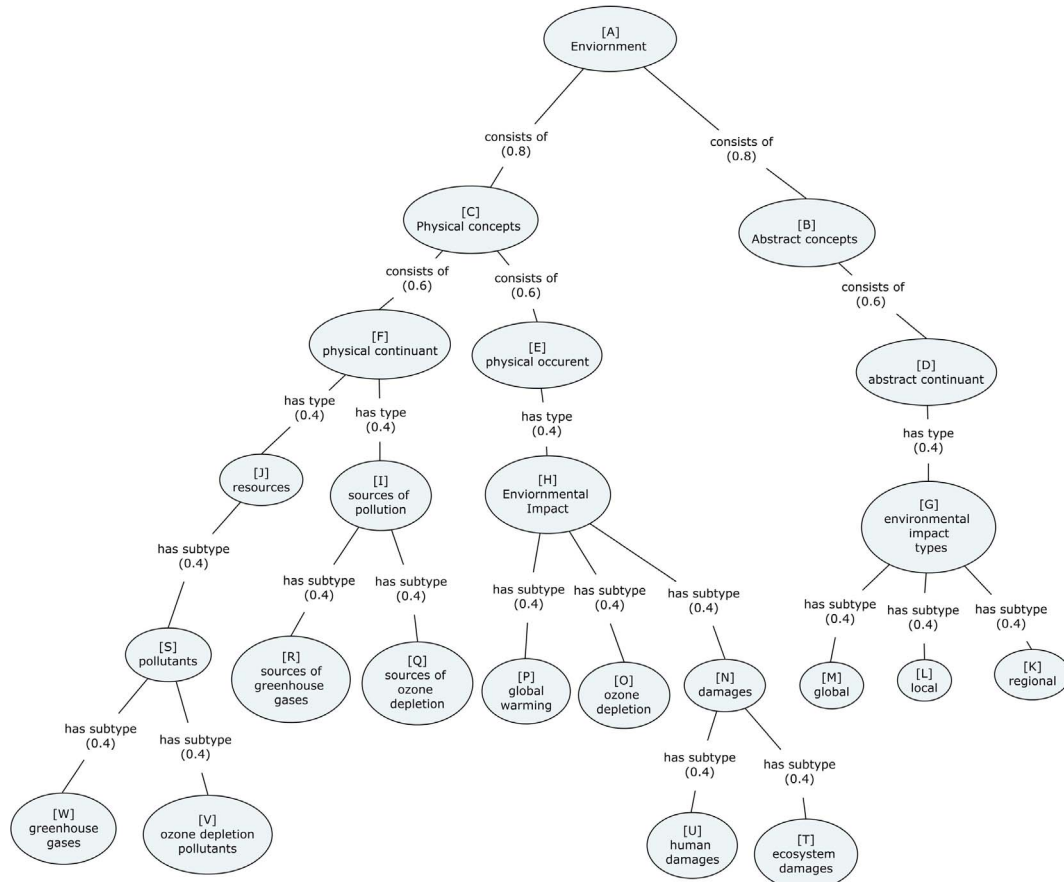 [A]
Enviornment
consists of
(0.8)
consists of
(0.8)
[C]
Physical concepts
[B]
Abstract concepts
consists of
(0.6)
consists of
(0.6)
consists of
(0.6)
[F]
physical continuant
[E]
physical occurent
[D]
abstract continuant
has type
(0.4)
has type
(0.4)
has type
(0.4)
has type
(0.4)
[J]
resources
[I]
sources of
pollution
[H]
Enviornmental
Impact
[G]
environmental
impact
types
has subtype
(0.4)
has subtype
(0.4)
has subtype
(0.4)
has subtype
(0.4)
has subtype
(0.4)
has subtype
(0.4)
has subtype
(0.4)
has subtype
(0.4)
has subtype
(0.4)
[S]
pollutants
[R]
sources of
greenhouse
gases
[Q]
sources of
ozone
depletion
[P]
global
warming
[O]
ozone
depletion
[N]
damages
[M]
global
[L]
local
[K]
regional
has subtype
(0.4)
has subtype
(0.4)
has subtype
(0.4)
has subtype
(0.4)
[W]
greenhouse
gases
[V]
ozone depletion
pollutants
[U]
human
damages
[T]
ecosystem
damages